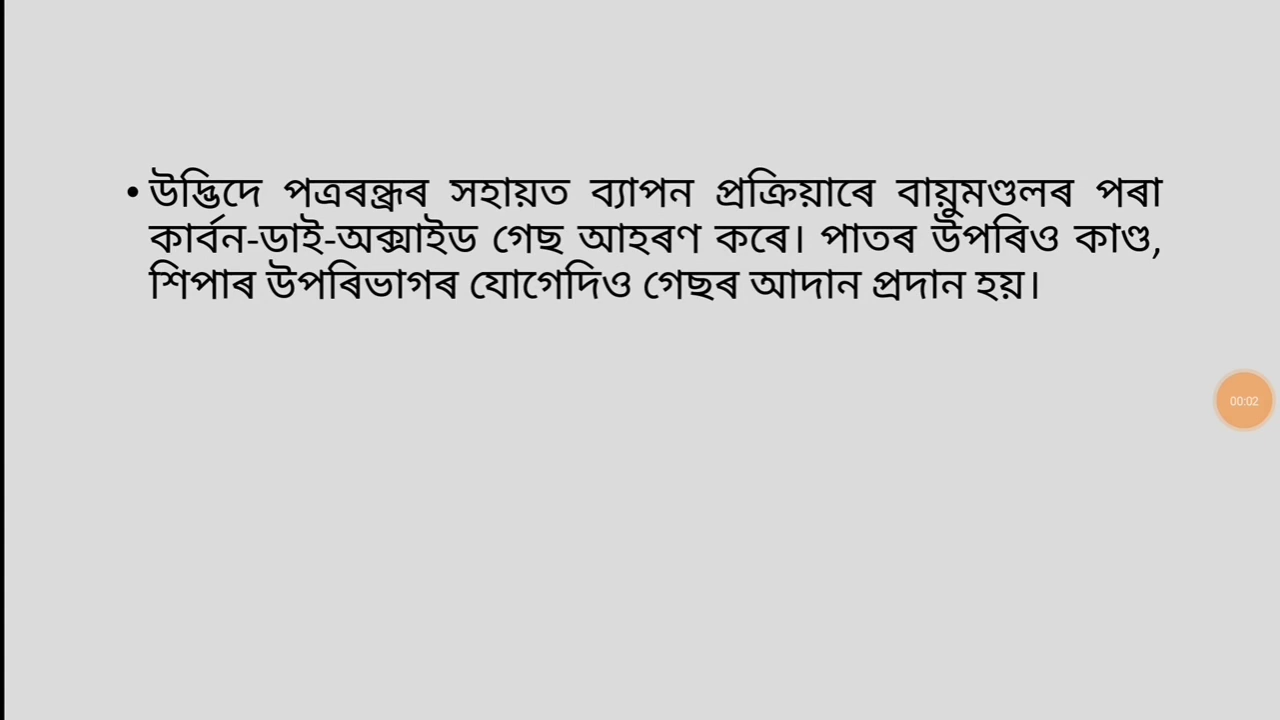 • উদ্ভিদে পত্ৰৰন্ধ্ৰৰ সহায়ত ব্যাপন প্ৰক্ৰিয়াৰে বায়ুমণ্ডলৰ পৰা
কাৰ্বন-ডাই-অক্সাইড গেছ আহৰণ কৰে। পাতৰ উপৰিও কাণ্ড,
শিপাৰ উপৰিভাগৰ যোগেদিও গেছৰ আদান প্ৰদান হয়।
00:02